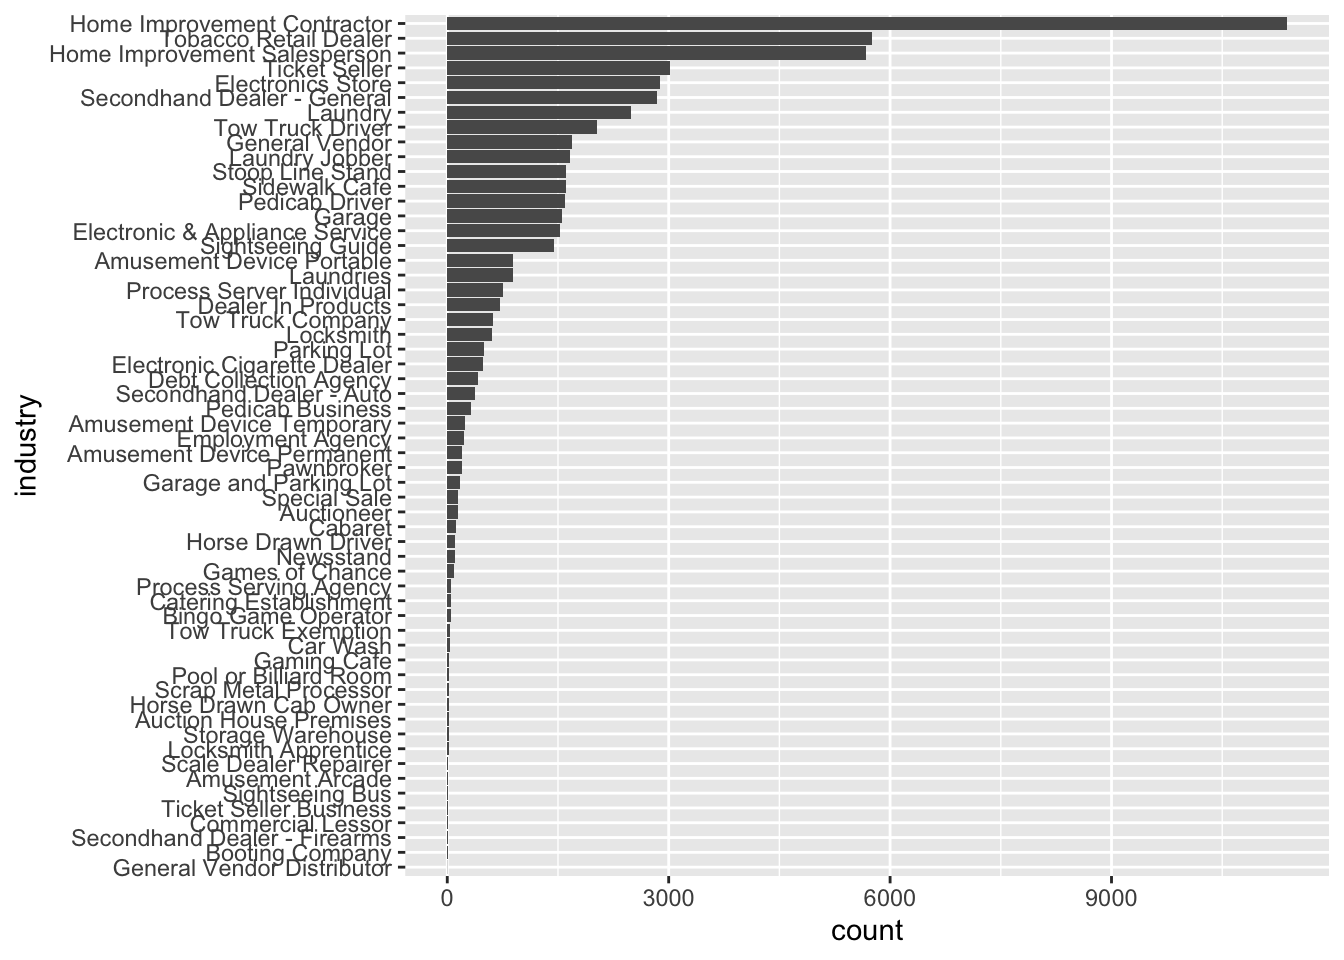 Home Improvement Contractor
Tobacco Retail Dealer
Home Improvement Salesperson
Ticket Seller
Electronics Store
Secondhand Dealer - General
Laundry
Tow Truck Driver
General Vendor
Laundry Jobber
Stoop Line Stand
Sidewalk Cafe
Pedicab Driver
Garage
Electronic & Appliance Service
Sightseeing Guide
Amusement Device Portable
Laundries
Process Server Individual
Dealer In Products
Tow Truck Company
Locksmith
Parking Lot
Electronic Cigarette Dealer
Debt Collection Agency
Secondhand Dealer - Auto
Pedicab Business
Amusement Device Temporary
Employment Agency
Amusement Device Permanent
Pawnbroker
Garage and Parking Lot
Special Sale
Auctioneer
Cabaret
Horse Drawn Driver
Newsstand
Games of Chance
Process Serving Agency
Catering Establishment
Bingo Game Operator
Tow Truck Exemption
Car Wash
Gaming Cafe
Pool or Billiard Room
Scrap Metal Processor
Horse Drawn Cab Owner
Auction House Premises
Storage Warehouse
Locksmith Apprentice
Scale Dealer Repairer
Amusement Arcade
Sightseeing Bus
Ticket Seller Business
Commercial Lessor
Secondhand Dealer - Firearms
Booting Company
General Vendor Distributor
industry
0 3000 6000 9000
count